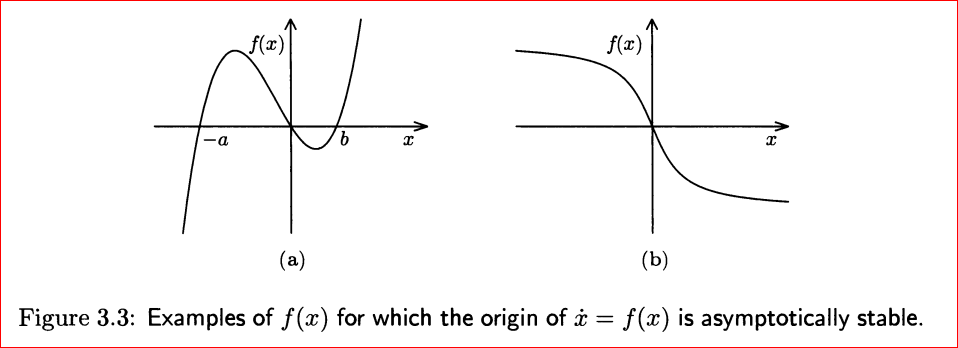 f(x)
−a
b
x
(a)
f(x)
x
(b)
Figure 3.3: Examples of f(x) for which the origin of ẋ = f(x) is asymptotically stable.